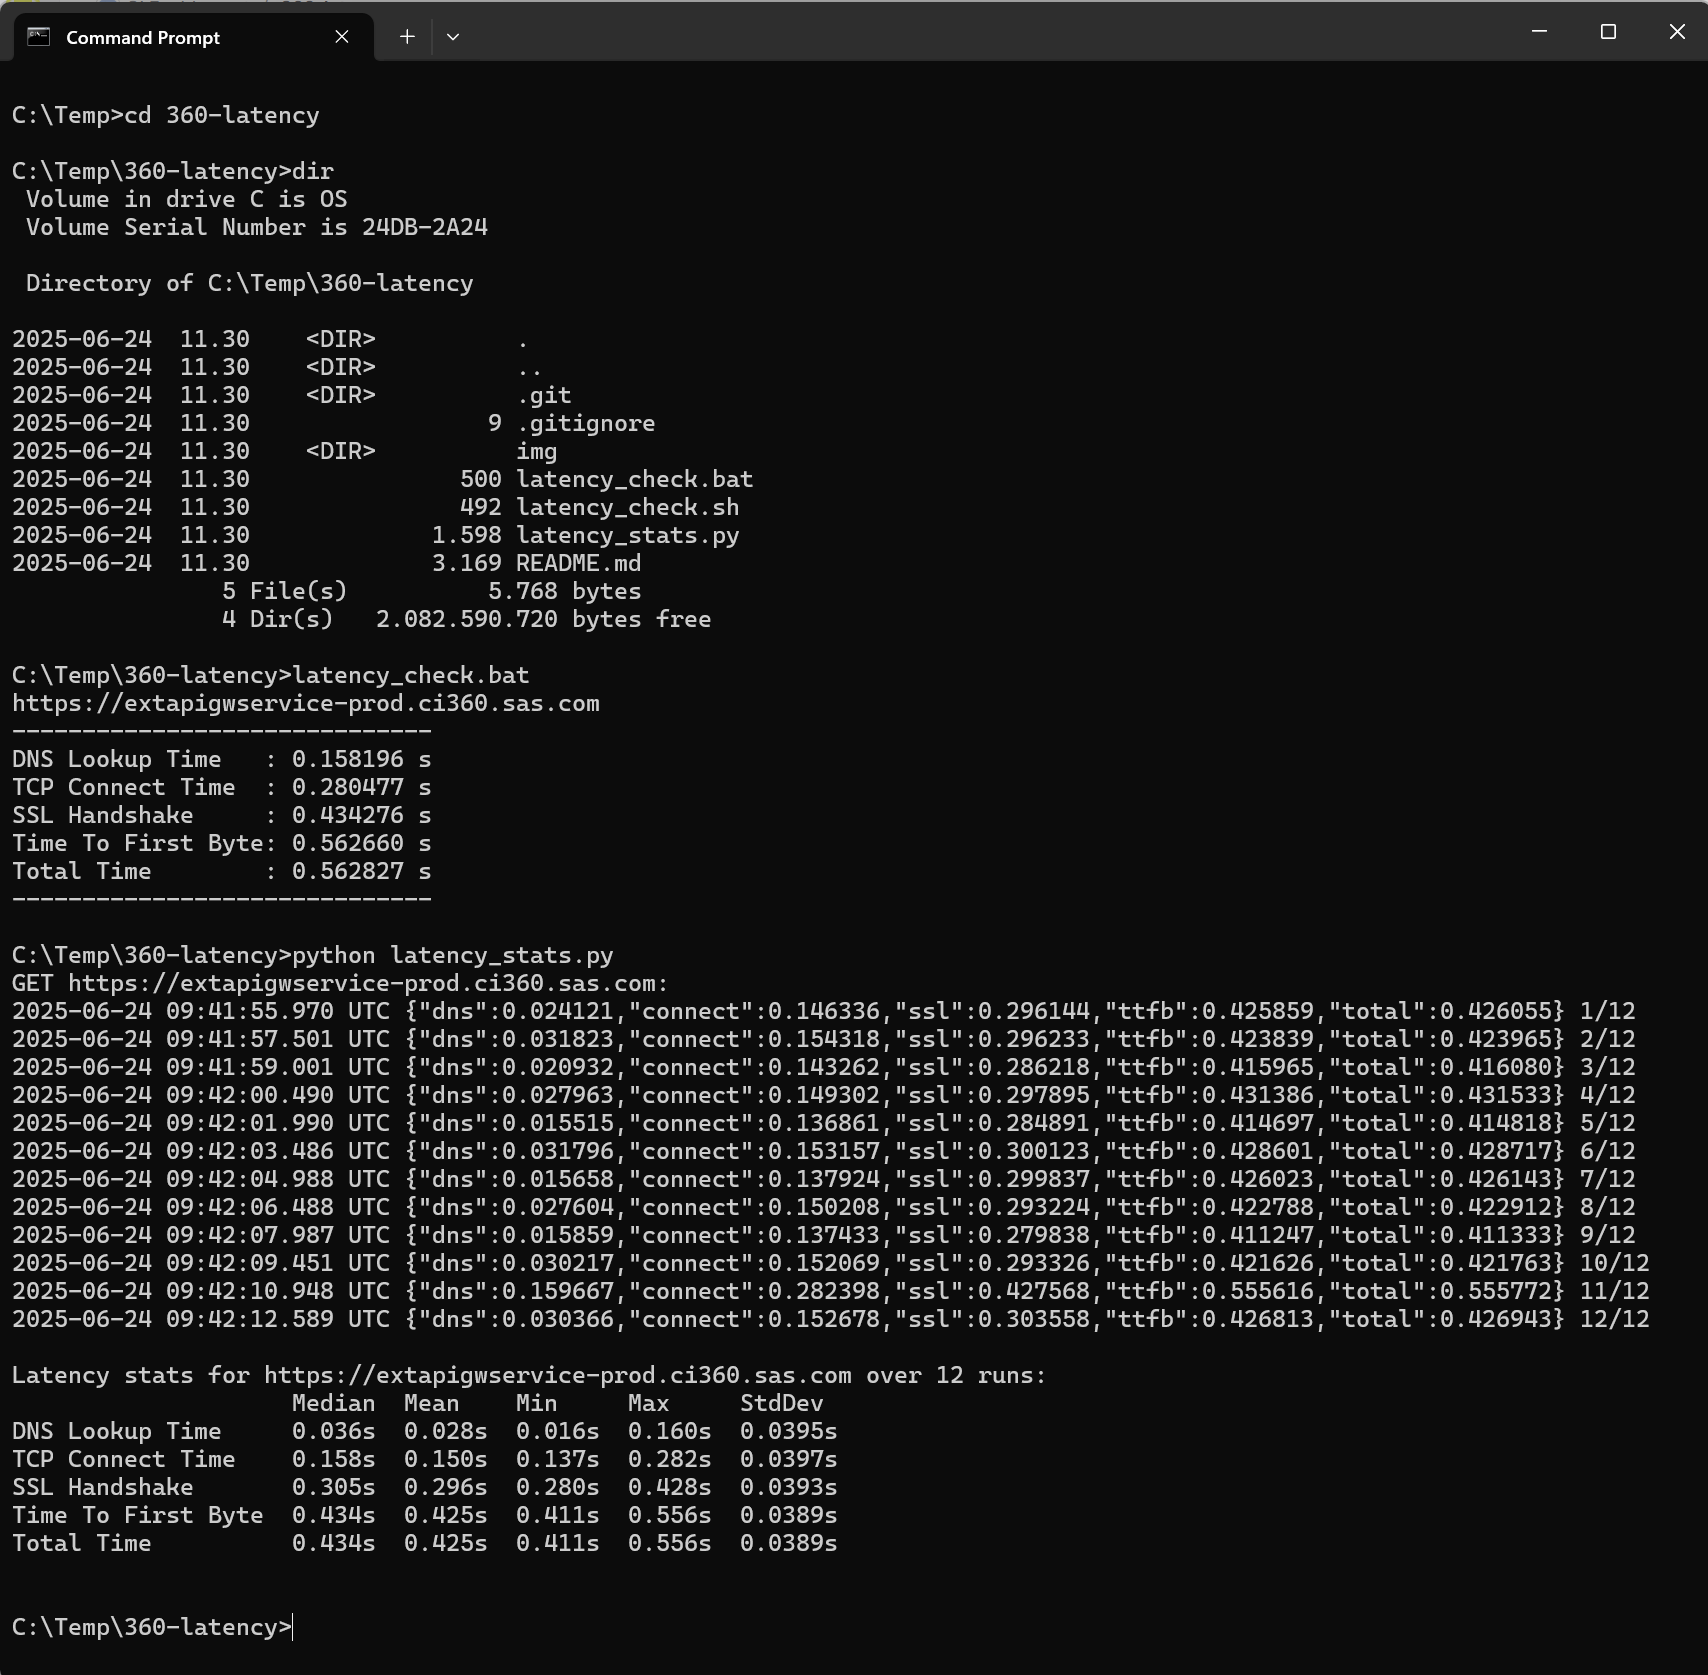 Command Prompt
C:\Temp>cd 360-latency
C:\Temp\360-latency>dir
 Volume in drive C is OS
 Volume Serial Number is 24DB-2A24
 Directory of C:\Temp\360-latency
2025-06-24  11.30    <DIR>          .
2025-06-24  11.30    <DIR>          ..
2025-06-24  11.30    <DIR>          .git
2025-06-24  11.30                 9 .gitignore
2025-06-24  11.30    <DIR>          img
2025-06-24  11.30               500 latency_check.bat
2025-06-24  11.30               492 latency_check.sh
2025-06-24  11.30             1.598 latency_stats.py
2025-06-24  11.30             3.169 README.md
               5 File(s)          5.768 bytes
               4 Dir(s)   2.082.590.720 bytes free
C:\Temp\360-latency>latency_check.bat
https://extapigwservice-prod.ci360.sas.com
------------------------------
DNS Lookup Time   : 0.158196 s
TCP Connect Time  : 0.280477 s
SSL Handshake     : 0.434276 s
Time To First Byte: 0.562660 s
Total Time        : 0.562827 s
------------------------------
C:\Temp\360-latency>python latency_stats.py
GET https://extapigwservice-prod.ci360.sas.com:
2025-06-24 09:41:55.970 UTC {"dns":0.024121,"connect":0.146336,"ssl":0.296144,"ttfb":0.425859,"total":0.426055} 1/12
2025-06-24 09:41:57.501 UTC {"dns":0.031823,"connect":0.154318,"ssl":0.296233,"ttfb":0.423839,"total":0.423965} 2/12
2025-06-24 09:41:59.001 UTC {"dns":0.020932,"connect":0.143262,"ssl":0.286218,"ttfb":0.415965,"total":0.416080} 3/12
2025-06-24 09:42:00.490 UTC {"dns":0.027963,"connect":0.149302,"ssl":0.297895,"ttfb":0.431386,"total":0.431533} 4/12
2025-06-24 09:42:01.990 UTC {"dns":0.015515,"connect":0.136861,"ssl":0.284891,"ttfb":0.414697,"total":0.414818} 5/12
2025-06-24 09:42:03.486 UTC {"dns":0.031796,"connect":0.153157,"ssl":0.300123,"ttfb":0.428601,"total":0.428717} 6/12
2025-06-24 09:42:04.988 UTC {"dns":0.015658,"connect":0.137924,"ssl":0.299837,"ttfb":0.426023,"total":0.426143} 7/12
2025-06-24 09:42:06.488 UTC {"dns":0.027604,"connect":0.150208,"ssl":0.293224,"ttfb":0.422788,"total":0.422912} 8/12
2025-06-24 09:42:07.987 UTC {"dns":0.015859,"connect":0.137433,"ssl":0.279838,"ttfb":0.411247,"total":0.411333} 9/12
2025-06-24 09:42:09.451 UTC {"dns":0.030217,"connect":0.152069,"ssl":0.293326,"ttfb":0.421626,"total":0.421763} 10/12
2025-06-24 09:42:10.948 UTC {"dns":0.159667,"connect":0.282398,"ssl":0.427568,"ttfb":0.555616,"total":0.555772} 11/12
2025-06-24 09:42:12.589 UTC {"dns":0.030366,"connect":0.152678,"ssl":0.303558,"ttfb":0.426813,"total":0.426943} 12/12
Latency stats for https://extapigwservice-prod.ci360.sas.com over 12 runs:
                    Median  Mean    Min     Max     StdDev
DNS Lookup Time     0.036s  0.028s  0.016s  0.160s  0.0395s
TCP Connect Time    0.158s  0.150s  0.137s  0.282s  0.0397s
SSL Handshake       0.305s  0.296s  0.280s  0.428s  0.0393s
Time To First Byte  0.434s  0.425s  0.411s  0.556s  0.0389s
Total Time          0.434s  0.425s  0.411s  0.556s  0.0389s
C:\Temp\360-latency>